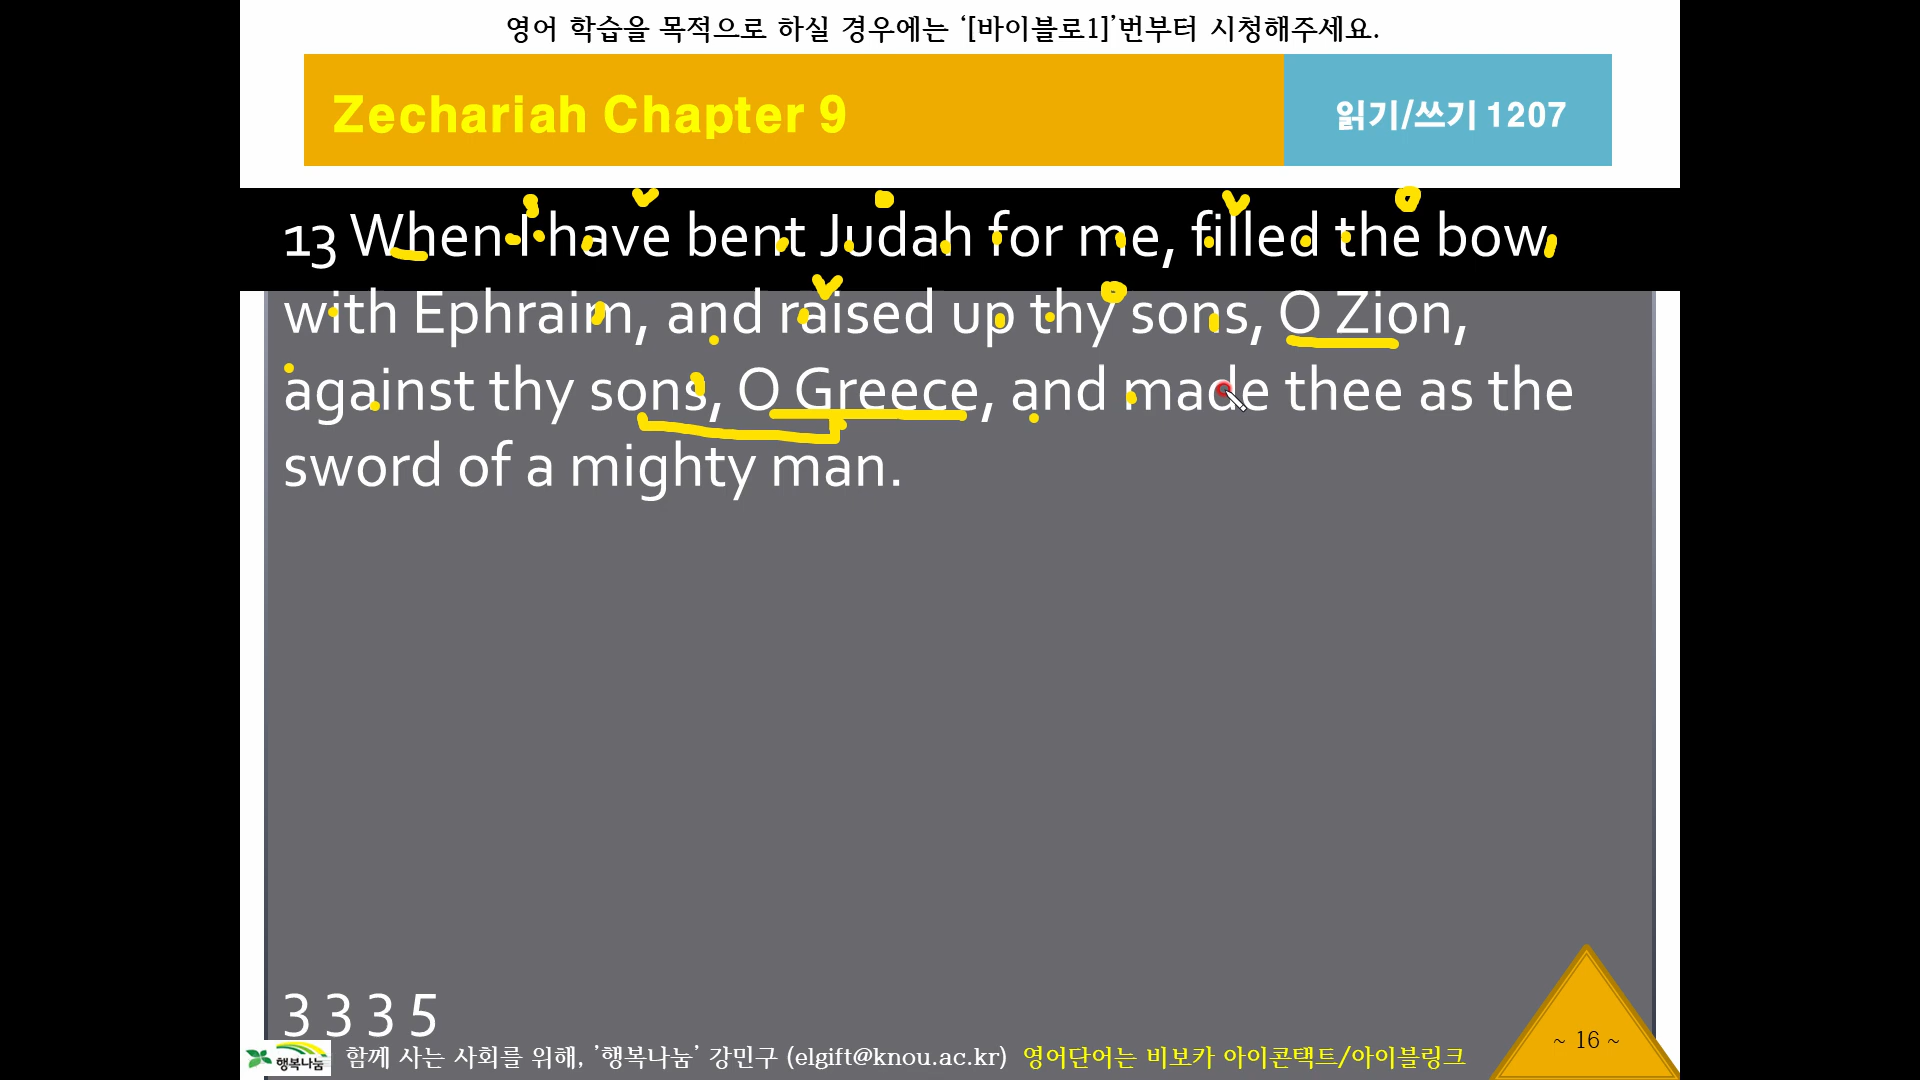 영어 학습을 목적으로 하실 경우에는 ‘[바이블로1]’번부터 시청해주세요.
Zechariah Chapter 9
읽기/쓰기 1207
13 When I have bent Judah for me, filled the bow
with Ephraim, and raised up thy sons, O Zion,
against thy sons, O Greece, and made thee as the
sword of a mighty man.
3 3 3 5
~ 16 ~
행복나눔
함께 사는 사회를 위해, ’행복나눔’ 강민구 (elgift@knou.ac.kr) 영어단어는 비보카 아이콘택트/아이블링크